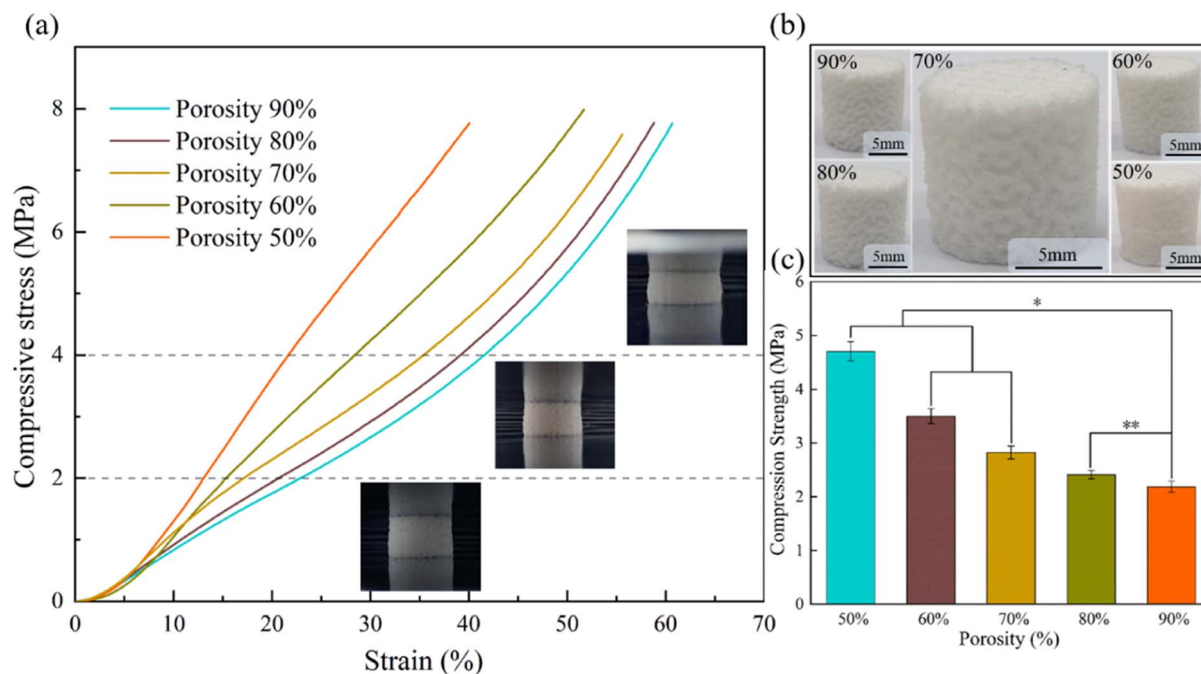 (a)
Compressive stress (MPa)
8
6
4
2
0
Porosity 90%
Porosity 80%
Porosity 70%
Porosity 60%
Porosity 50%
0 10 20 30 40 50 60 70
Strain (%)
(b)
90%
5mm
70%
5mm
60%
5mm
80%
5mm
50%
5mm
(c)
Compression Strength (MPa)
6
5
4
3
2
1
0
*
**
50% 60% 70% 80% 90%
Porosity (%)